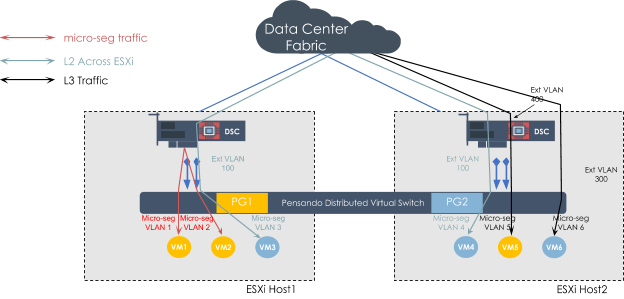 Data Center
Fabric
micro-seg traffic
L2 Across ESXi
L3 Traffic
Ext VLAN
400
DSC
DSC
Ext VLAN
100
Ext VLAN
100
Ext VLAN
300
PG1
Pensando Distributed Virtual Switch
PG2
Micro-seg
VLAN 1
Micro-seg
VLAN 2
Micro-seg
VLAN 3
Micro-seg
VLAN 4
Micro-seg
VLAN 5
Micro-seg
VLAN 6
VM1
VM2
VM3
VM4
VM5
VM6
ESXi Host1
ESXi Host2